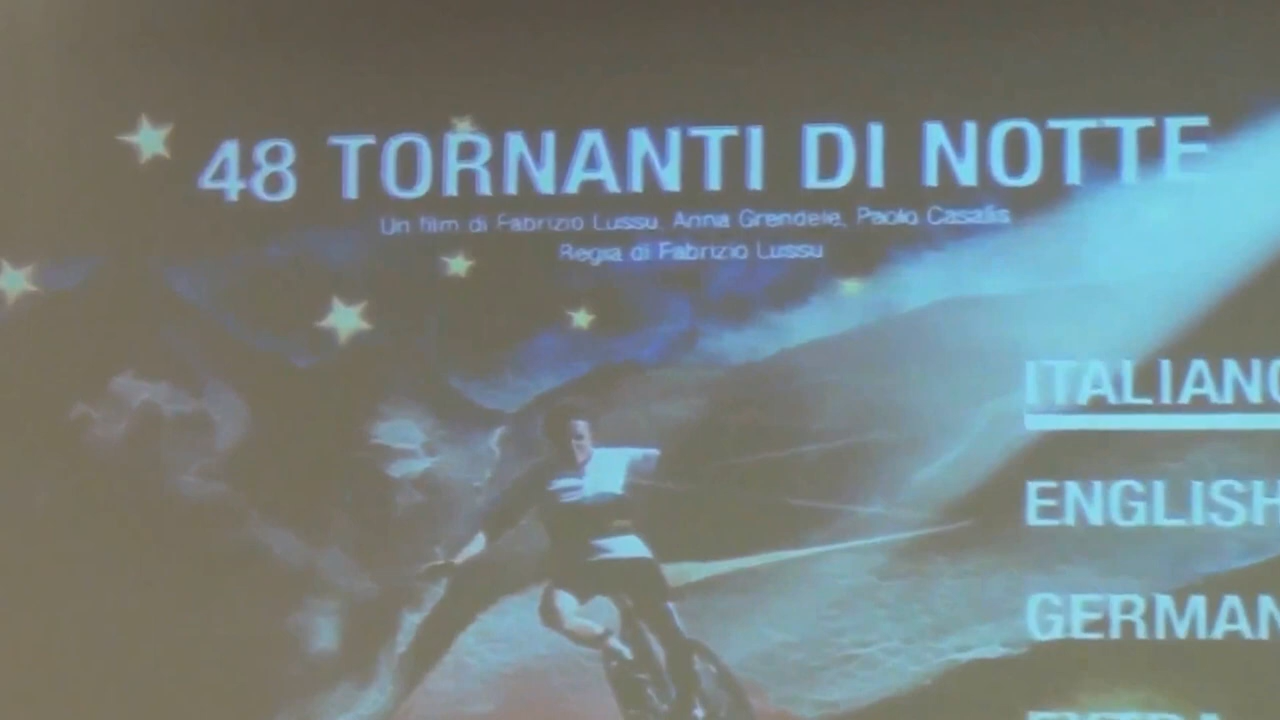 48 TORNANTI DI NOTTE
Un film di Fabrizio Lussu, Anna Grendele, Paolo Casalis
Regia di Fabrizio Lussu
ITALIANO
ENGLISH
GERMAN
EXTRA